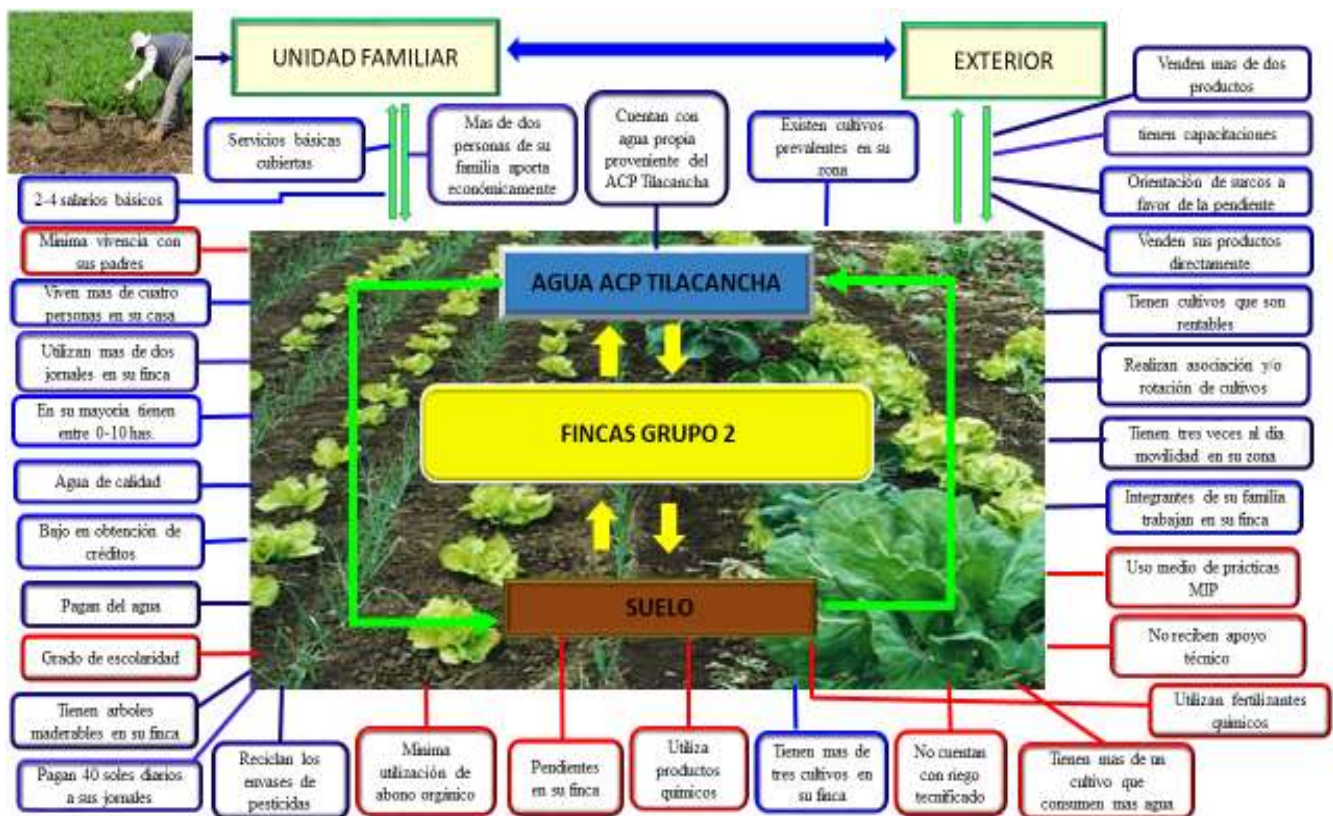 UNIDAD FAMILIAR
EXTERIOR
Venden mas de dos
productos
Servicios básicas
cubiertas
Mas de dos
personas de su
familia aporta
económicamente
Cuentan con
agua propia
proveniente del
ACP Tilacancha
Existen cultivos
prevalentes en su
zona
tienen capacitaciones
2-4 salarios básicos
Orientación de surcos a
favor de la pendiente
Mínima vivencia con
sus padres
Venden sus productos
directamente
AGUA ACP TILACANCHA
Viven mas de cuatro
personas en su casa
Tienen cultivos que son
rentables
Utilizan mas de dos
jornales en su finca
Realizan asociación y/o
rotación de cultivos
En su mayoría tienen
entre 0-10 has.
FINCAS GRUPO 2
Tienen tres veces al día
movilidad en su zona
Agua de calidad
Integrantes de su familia
trabajan en su finca
Bajo en obtención de
créditos
Uso medio de prácticas
MIP
Pagan del agua
SUELO
No reciben apoyo
técnico
Grado de escolaridad
Utilizan fertilizantes
químicos
Tienen arboles
maderables en su finca
Pagan 40 soles diarios
a sus jornales
Reciclan los
envases de
pesticidas
Mínima
utilización de
abono orgánico
Pendientes
en su finca
Utiliza
productos
químicos
Tienen mas de
tres cultivos en
su finca
No cuentan
con riego
tecnificado
Tienen mas de un
cultivo que
consumen mas agua